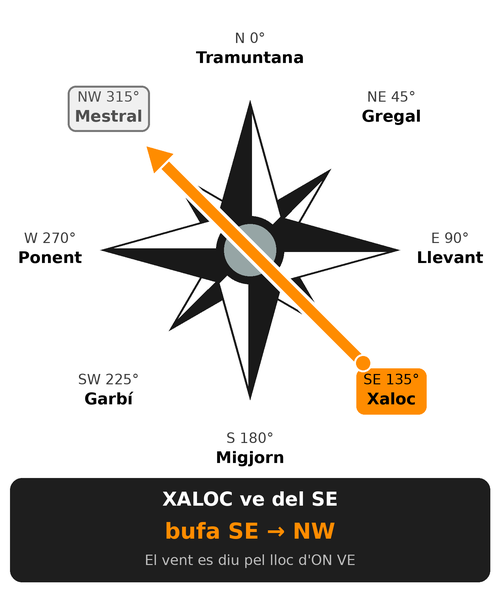 N 0°
Tramuntana
NW 315°
Mestral
NE 45°
Gregal
W 270°
Ponent
E 90°
Llevant
SW 225°
Garbí
SE 135°
Xaloc
S 180°
Migjorn
XALOC ve del SE
bufa SE → NW
El vent es diu pel lloc d'ON VE